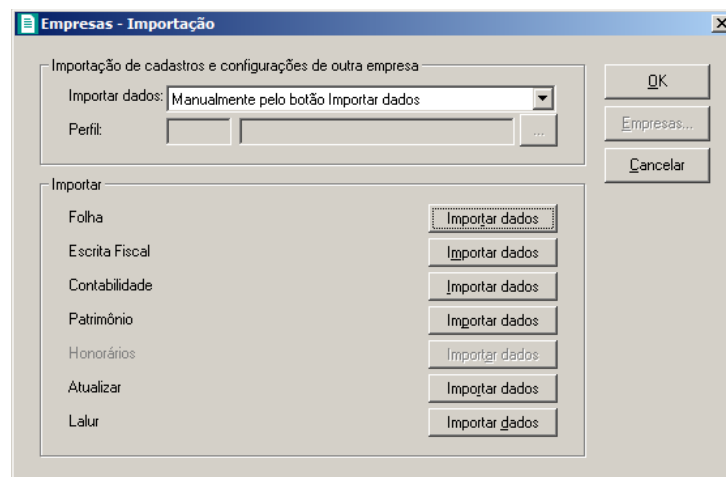 Empresas - Importação
Importação de cadastros e configurações de outra empresa
Importar dados: Manualmente pelo botão Importar dados
Perfil: ...
OK
Empresas...
Cancelar
Importar
Folha Importar dados
Escrita Fiscal Importar dados
Contabilidade Importar dados
Patrimônio Importar dados
Honorários Importar dados
Atualizar Importar dados
Lalur Importar dados